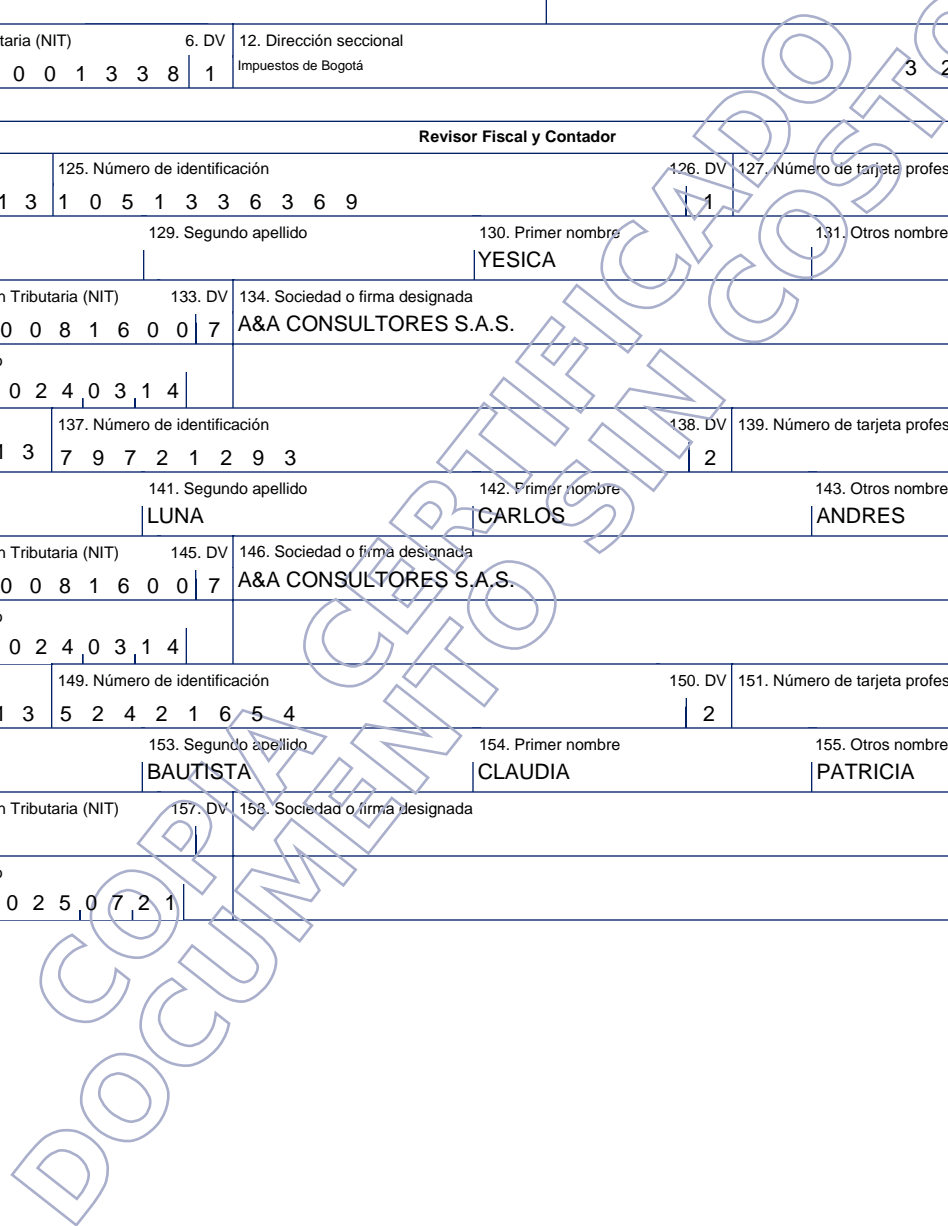 taria (NIT) 6. DV 12. Dirección seccional
0 0 1 3 3 8 1 Impuestos de Bogotá 3 2
Revisor Fiscal y Contador
125. Número de identificación 126. DV 127. Número de tarjeta profes
1 3 1 0 5 1 3 3 6 3 6 9 1
129. Segundo apellido 130. Primer nombre 131. Otros nombre
YESICA
n Tributaria (NIT) 133. DV 134. Sociedad o firma designada
0 0 8 1 6 0 0 7 A&A CONSULTORES S.A.S.
o
0 2 4 0 3 1 4
137. Número de identificación 138. DV 139. Número de tarjeta profes
1 3 7 9 7 2 1 2 9 3 2
141. Segundo apellido 142. Primer nombre 143. Otros nombre
LUNA CARLOS ANDRES
n Tributaria (NIT) 145. DV 146. Sociedad o firma designada
0 0 8 1 6 0 0 7 A&A CONSULTORES S.A.S.
o
0 2 4 0 3 1 4
149. Número de identificación 150. DV 151. Número de tarjeta profes
1 3 5 2 4 2 1 6 5 4 2
153. Segundo apellido 154. Primer nombre 155. Otros nombre
BAUTISTA CLAUDIA PATRICIA
n Tributaria (NIT) 157. DV 158. Sociedad o firma designada
o
0 2 5 0 7 2 1
COPIA CERTIFICADO
DOCUMENTO SIN COSTO